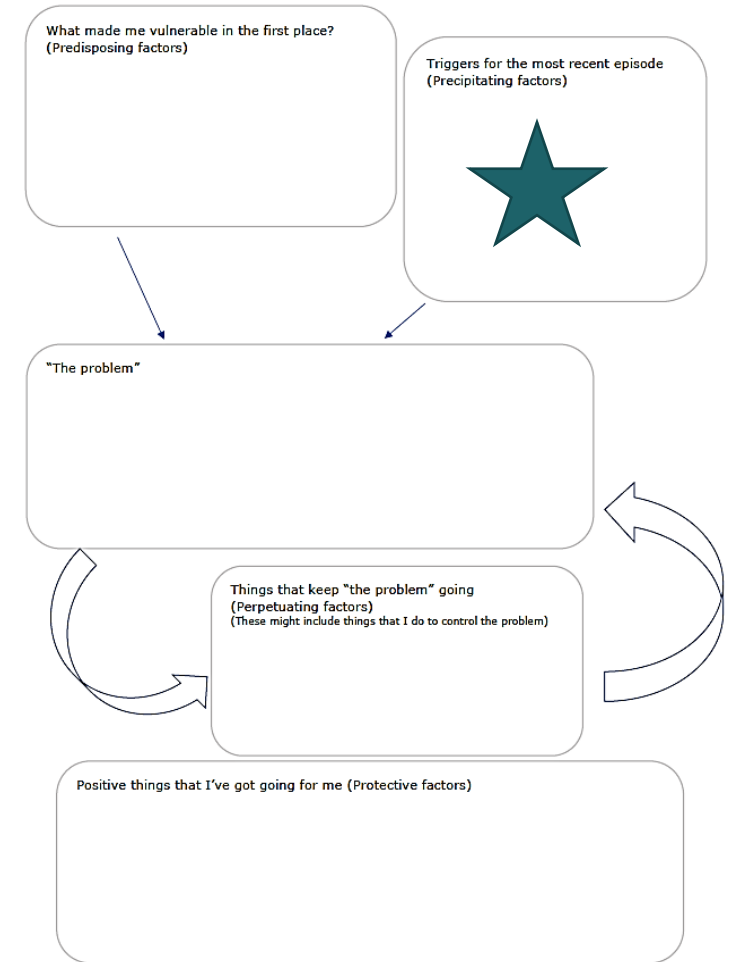 What made me vulnerable in the first place?
(Predisposing factors)
Triggers for the most recent episode
(Precipitating factors)
“The problem”
Things that keep “the problem” going
(Perpetuating factors)
(These might include things that I do to control the problem)
Positive things that I’ve got going for me (Protective factors)